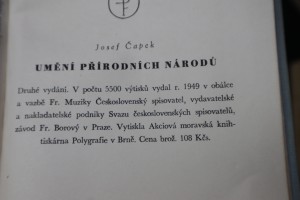 Josef Čapek
UMĚNÍ PŘÍRODNÍCH NÁRODŮ
Druhé vydání. V počtu 5500 výtisků vydal r. 1949 v obálce
a vazbě Fr. Muziky Československý spisovatel, vydavatelské
a nakladatelské podniky Svazu československých spisovatelů,
závod Fr. Borový v Praze. Vytiskla Akciová moravská knih-
tiskárna Polygrafie v Brně. Cena brož. 108 Kčs.